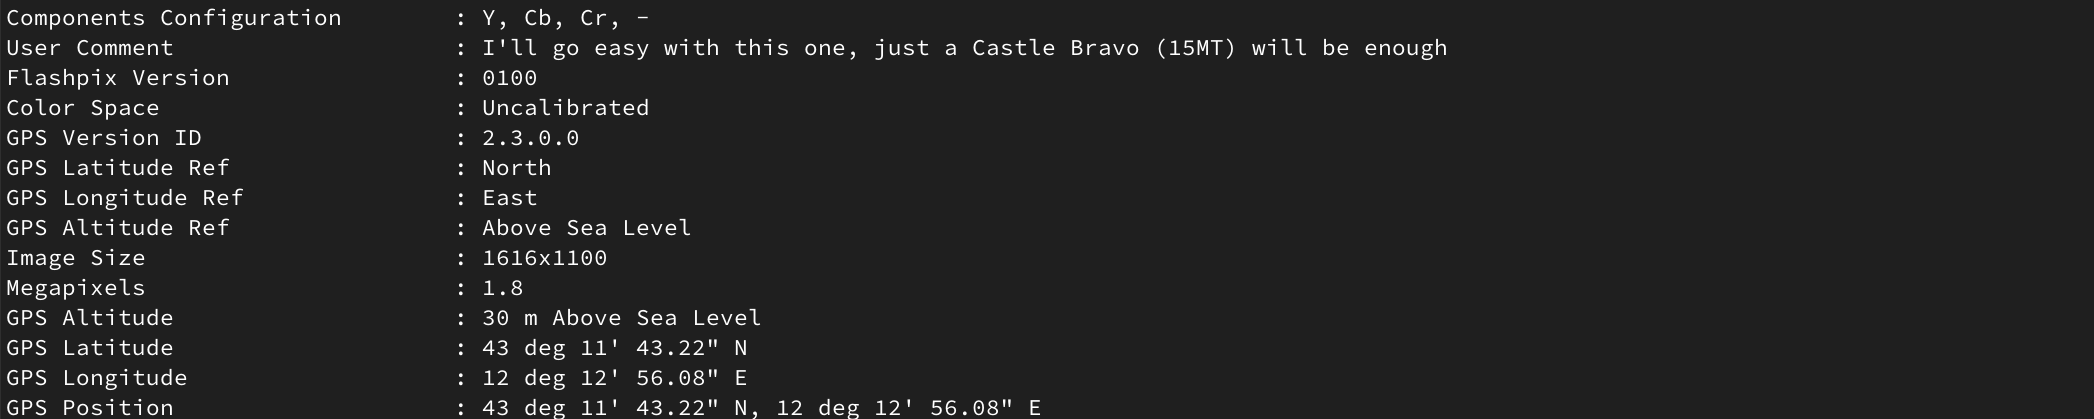 Components Configuration : Y, Cb, Cr, -
User Comment : I'll go easy with this one, just a Castle Bravo (15MT) will be enough
Flashpix Version : 0100
Color Space : Uncalibrated
GPS Version ID : 2.3.0.0
GPS Latitude Ref : North
GPS Longitude Ref : East
GPS Altitude Ref : Above Sea Level
Image Size : 1616x1100
Megapixels : 1.8
GPS Altitude : 30 m Above Sea Level
GPS Latitude : 43 deg 11' 43.22" N
GPS Longitude : 12 deg 12' 56.08" E
GPS Position : 43 deg 11' 43.22" N, 12 deg 12' 56.08" E